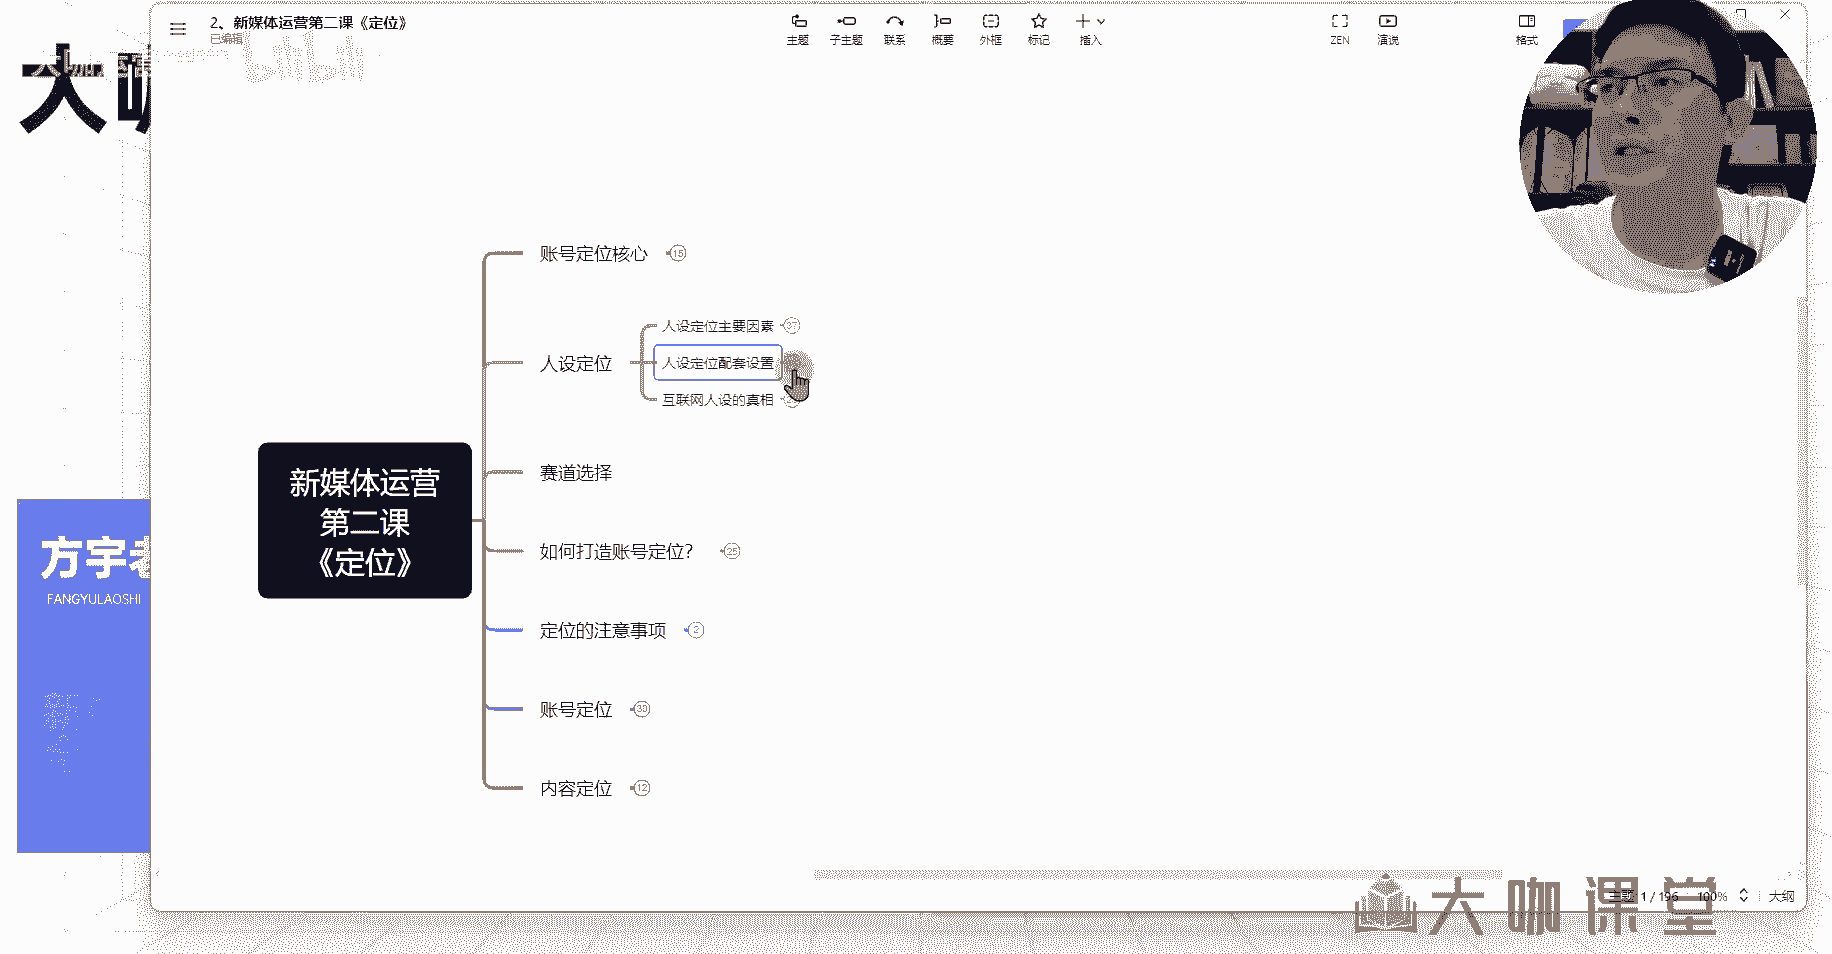 2、新媒体运营第二课《定位》
已编辑
主题
子主题
联系
概要
外框
标记
插入
ZEN
演说
格式
bilibili
大咖
账号定位核心
15
人设定位主要因素
37
人设定位
人设定位配套设置
互联网人设的真相
赛道选择
新媒体运营
第二课
《定位》
如何打造账号定位？
25
方宇老
FANGYULAOSHI
定位的注意事项
2
账号定位
30
内容定位
12
主题 1 / 196
100%
大纲
大咖课堂